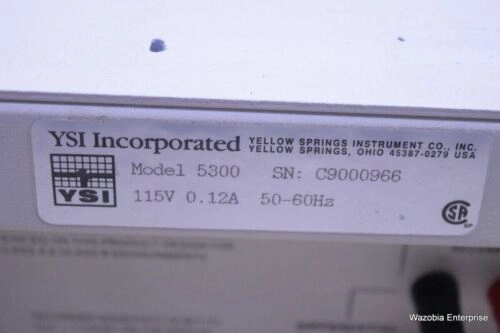 YSI Incorporated
YELLOW SPRINGS INSTRUMENT CO., INC.
YELLOW SPRINGS, OHIO 45387-0279 USA
YSI
Model 5300 SN: C9000966
115V 0.12A 50-60Hz
Wazobia Enterprise